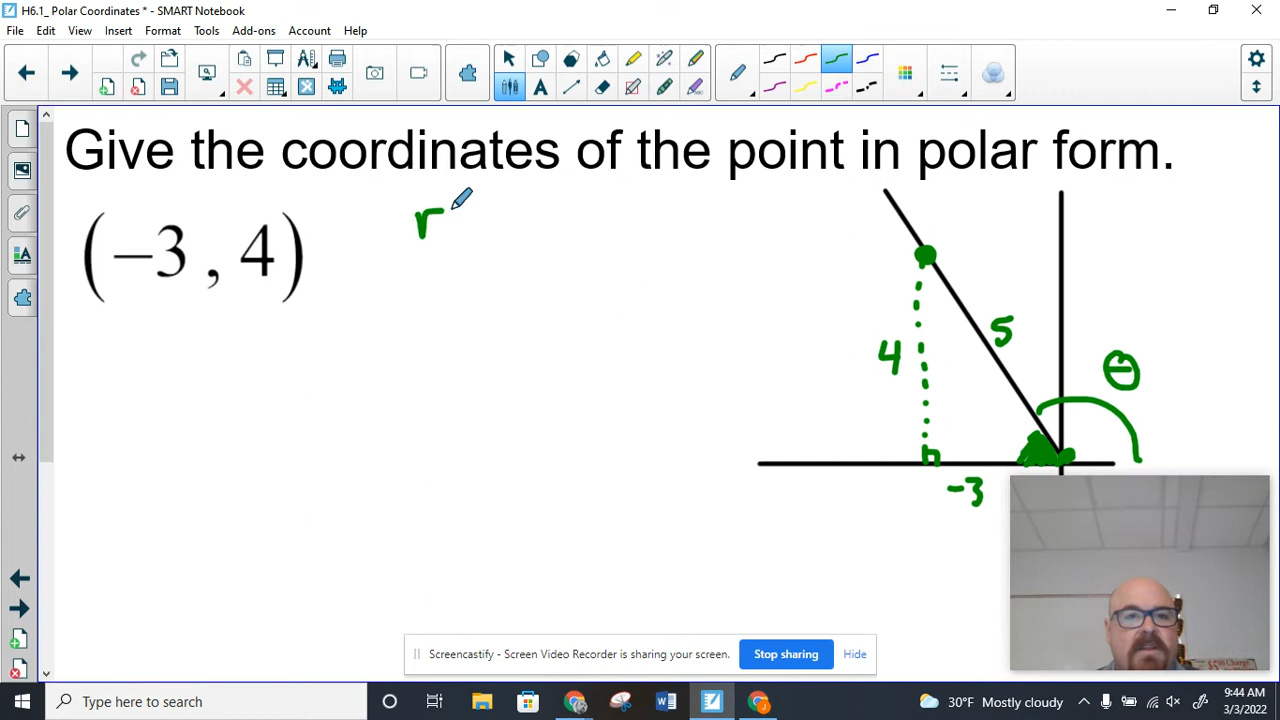 H6.1_ Polar Coordinates * - SMART Notebook
File Edit View Insert Format Tools Add-ons Account Help
Give the coordinates of the point in polar form.
(−3 , 4)
r
5
4
θ
-3
Screencastify - Screen Video Recorder is sharing your screen. Stop sharing Hide
Type here to search
30°F Mostly cloudy
9:44 AM
3/3/2022